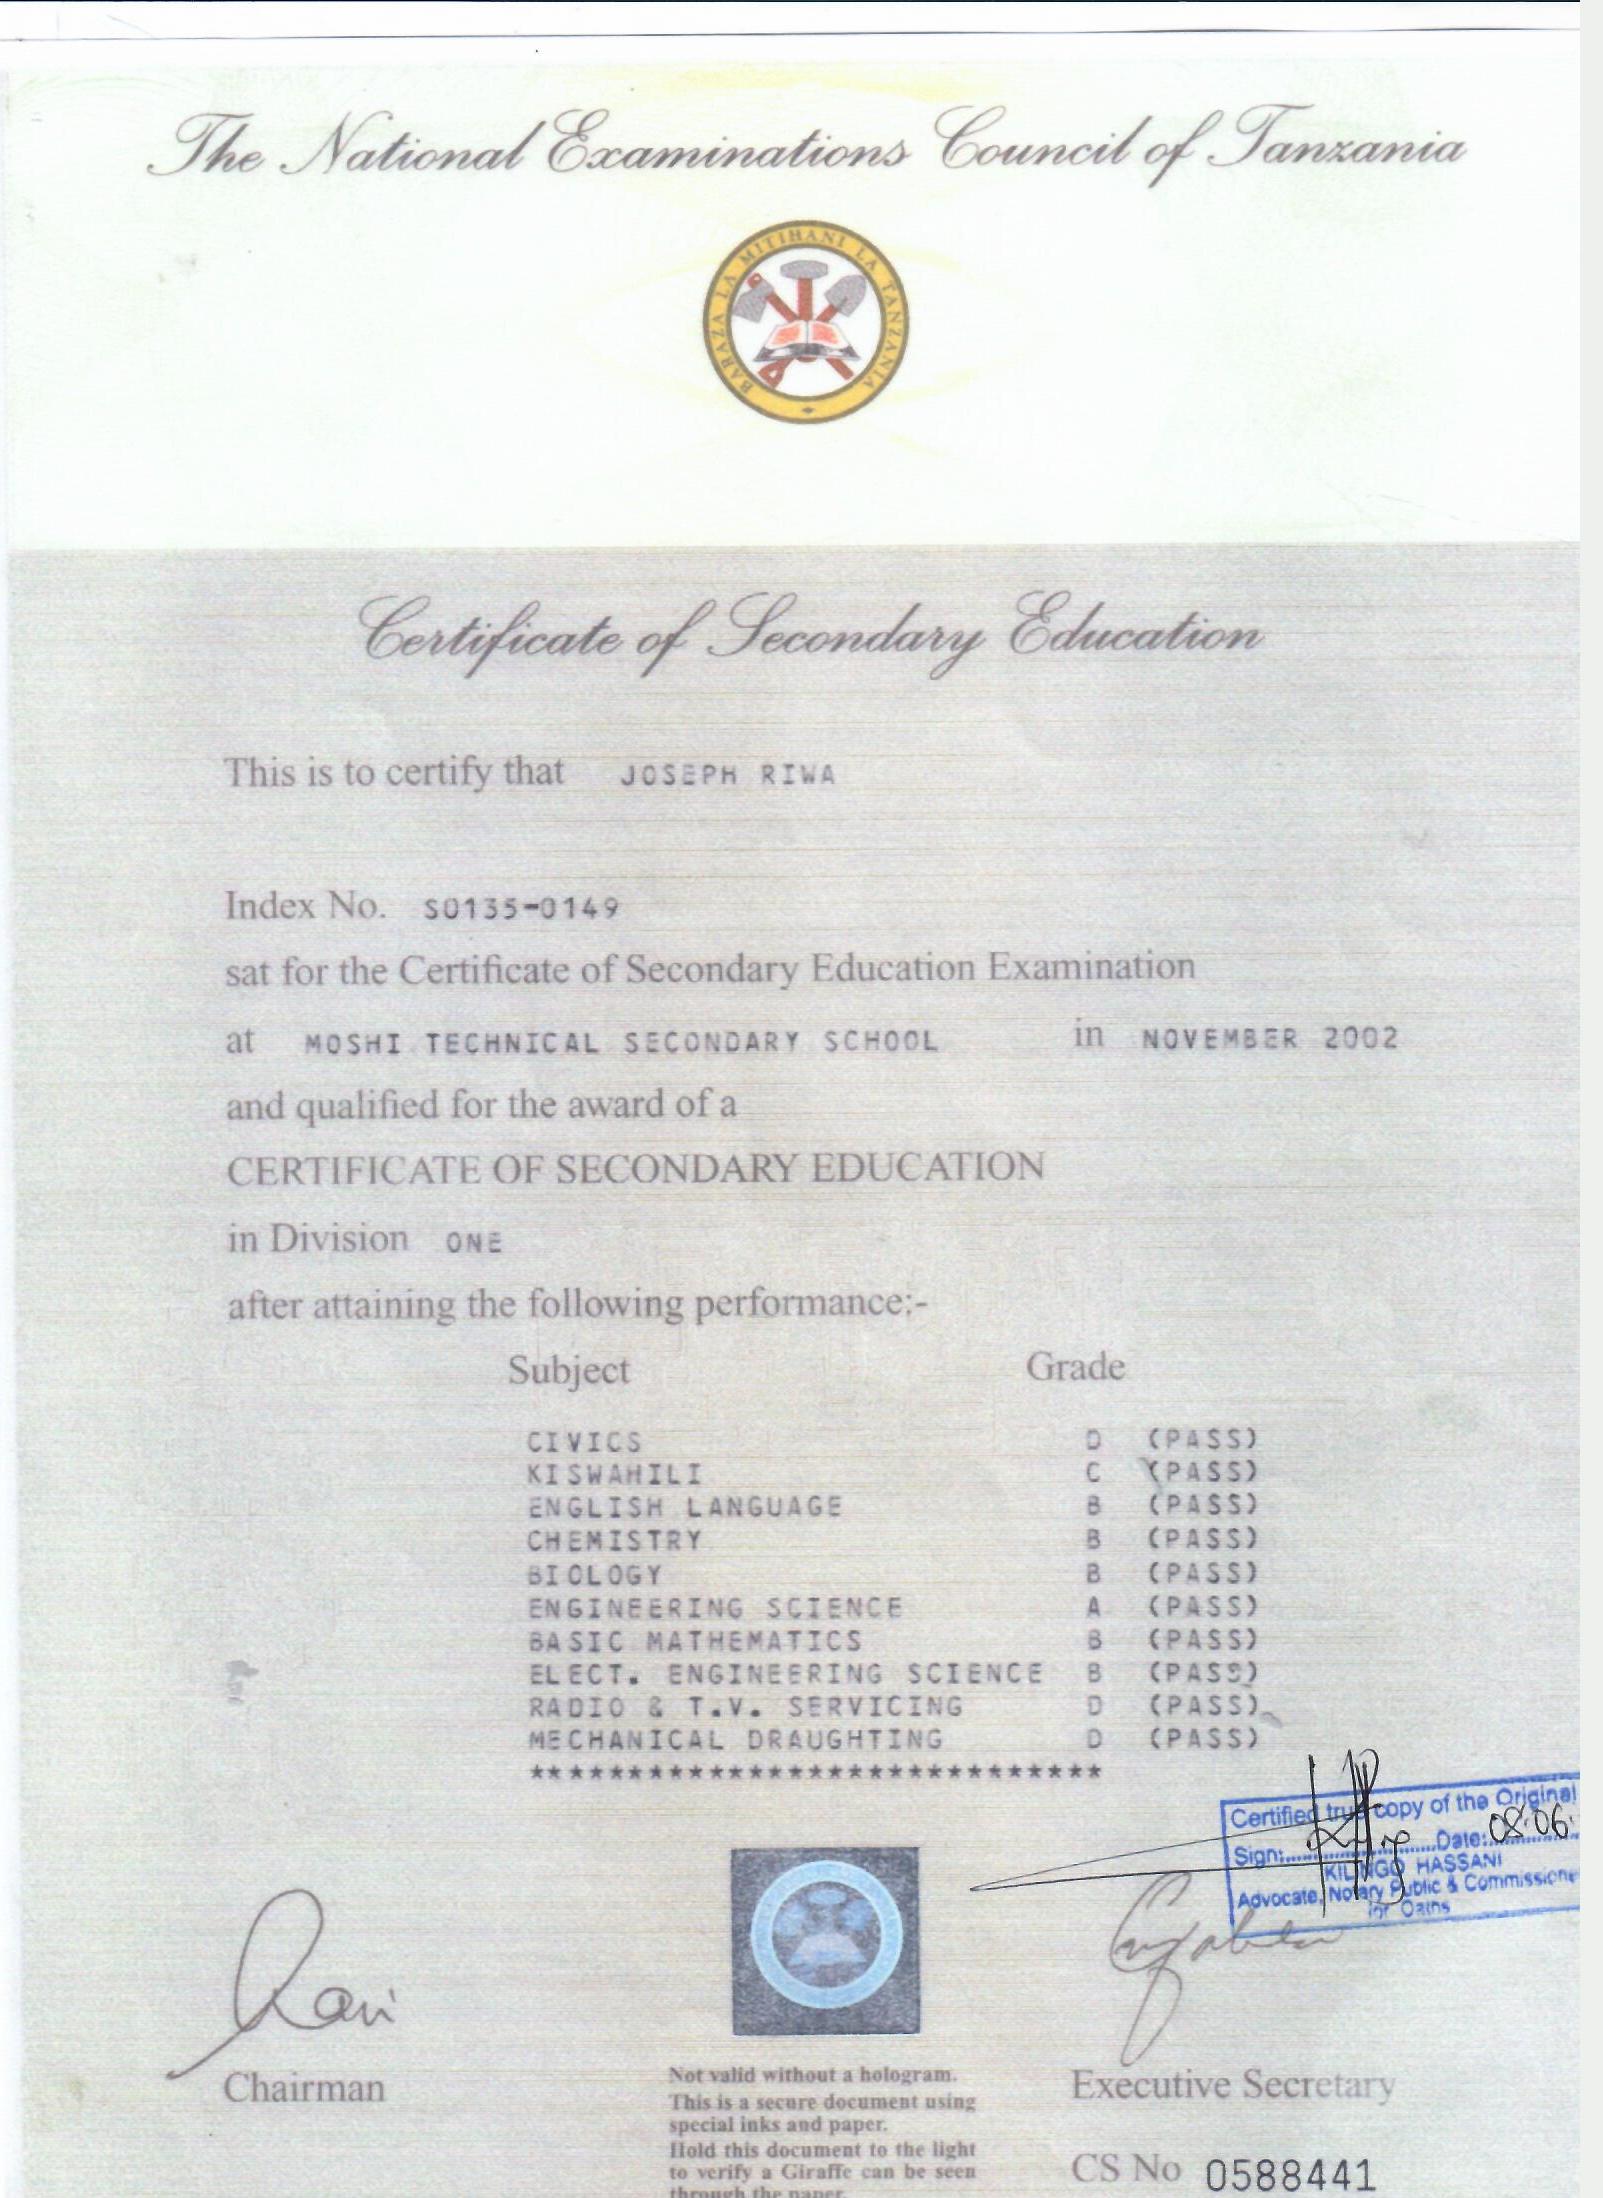 The National Examinations Council of Tanzania
BARAZA LA MITIHANI LA TANZANIA
Certificate of Secondary Education
This is to certify that JOSEPH RIWA
Index No. S0135-0149
sat for the Certificate of Secondary Education Examination
at MOSHI TECHNICAL SECONDARY SCHOOL in NOVEMBER 2002
and qualified for the award of a
CERTIFICATE OF SECONDARY EDUCATION
in Division ONE
after attaining the following performance:-
Subject Grade
CIVICS D (PASS)
KISWAHILI C (PASS)
ENGLISH LANGUAGE B (PASS)
CHEMISTRY B (PASS)
BIOLOGY B (PASS)
ENGINEERING SCIENCE A (PASS)
BASIC MATHEMATICS B (PASS)
ELECT. ENGINEERING SCIENCE B (PASS)
RADIO & T.V. SERVICING D (PASS)
MECHANICAL DRAUGHTING D (PASS)
*****************************
Certified true copy of the Original
Sign:.............................Date:08.06.
KILINGO HASSANI
Advocate, Notary Public & Commissione
for Oaths
Chairman
Not valid without a hologram.
This is a secure document using
special inks and paper.
Hold this document to the light
to verify a Giraffe can be seen
through the paper.
Executive Secretary
CS No 0588441